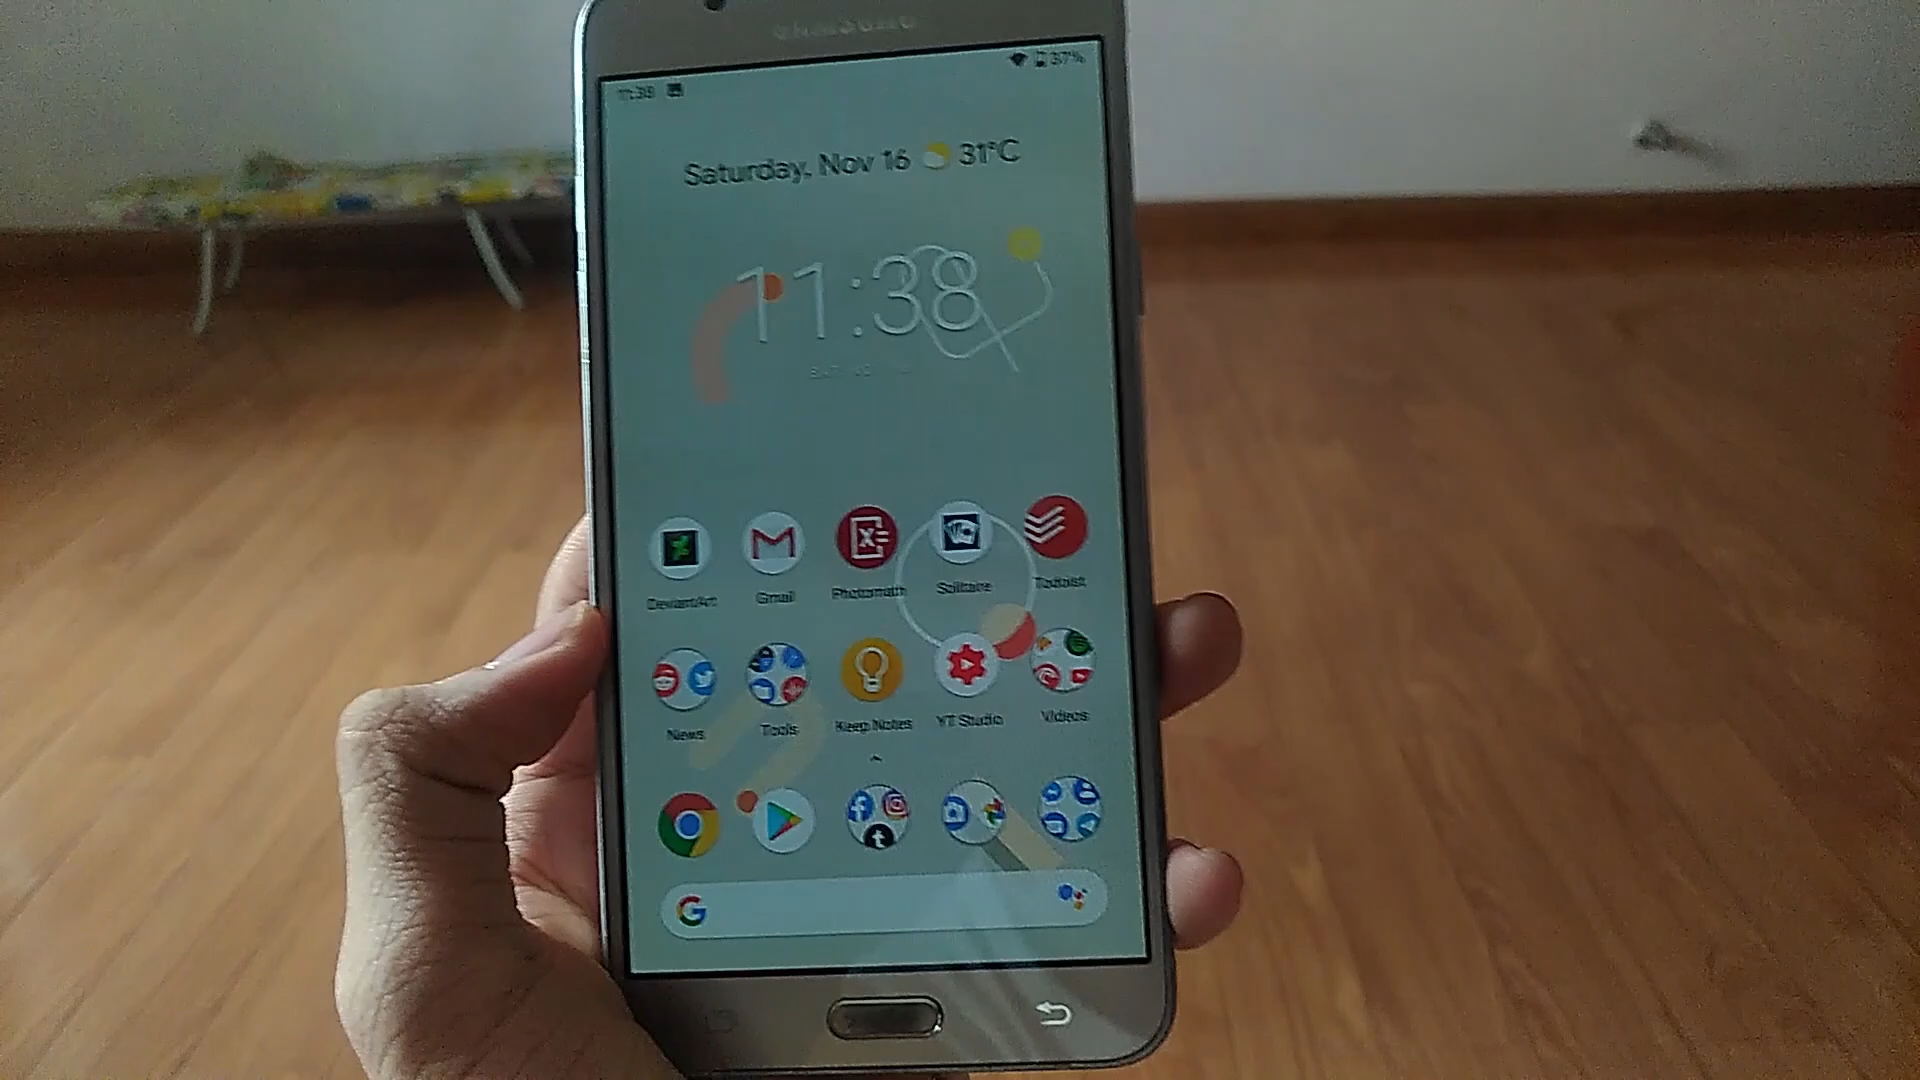 SAMSUNG
37%
11:38
Saturday, Nov 16 31°C
11:38
DeviantArt Gmail Photomath Solitaire Todoist
News Tools Keep Notes YT Studio Videos